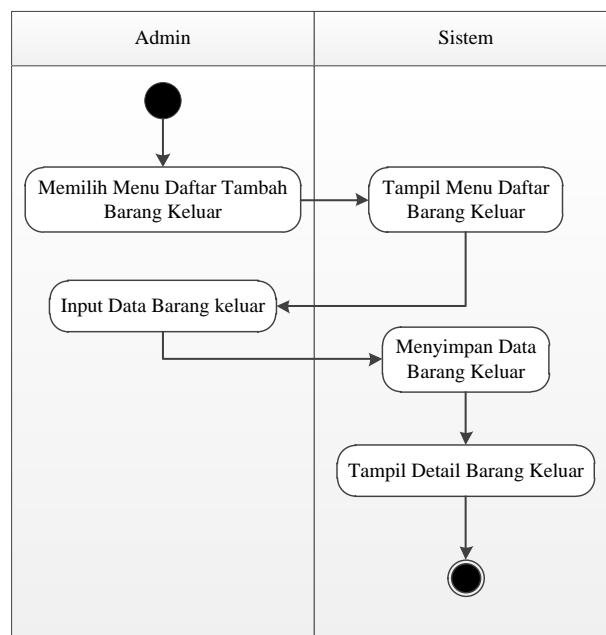 Admin
Sistem
Memilih Menu Daftar Tambah
Barang Keluar
Tampil Menu Daftar
Barang Keluar
Input Data Barang keluar
Menyimpan Data
Barang Keluar
Tampil Detail Barang Keluar